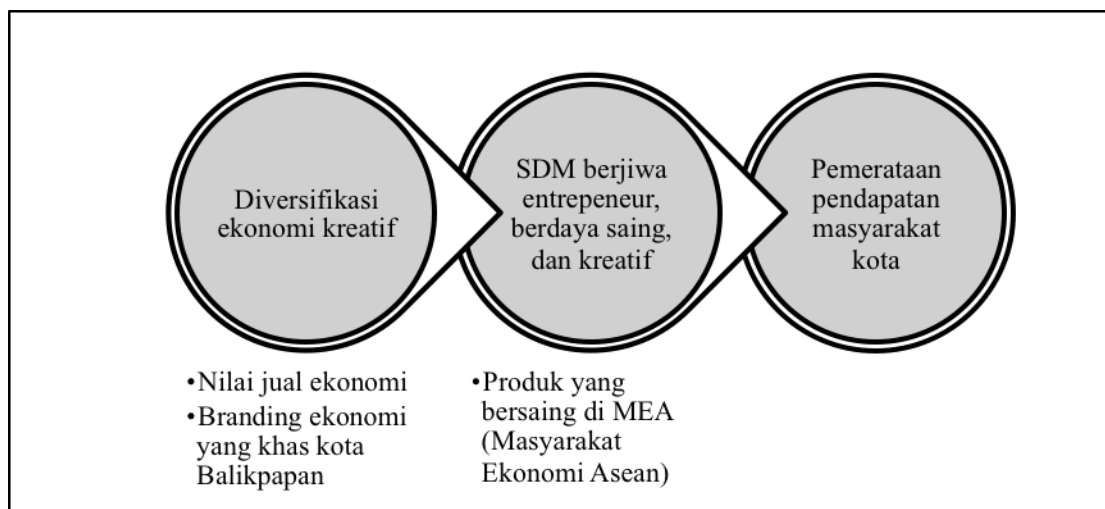 Diversifikasi
ekonomi kreatif
•Nilai jual ekonomi
•Branding ekonomi
yang khas kota
Balikpapan
SDM berjiwa
entrepeneur,
berdaya saing,
dan kreatif
•Produk yang
bersaing di MEA
(Masyarakat
Ekonomi Asean)
Pemerataan
pendapatan
masyarakat
kota